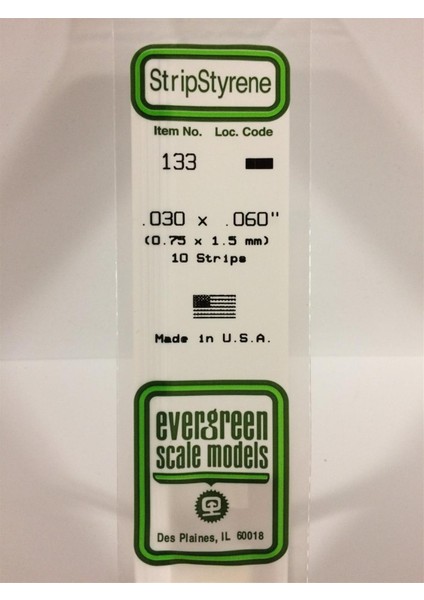 StripStyrene
Item No. Loc. Code
133
.030 x .060"
(0.75 x 1.5 mm)
10 Strips
Made in U.S.A.
evergreen
scale models
Des Plaines, IL 60018